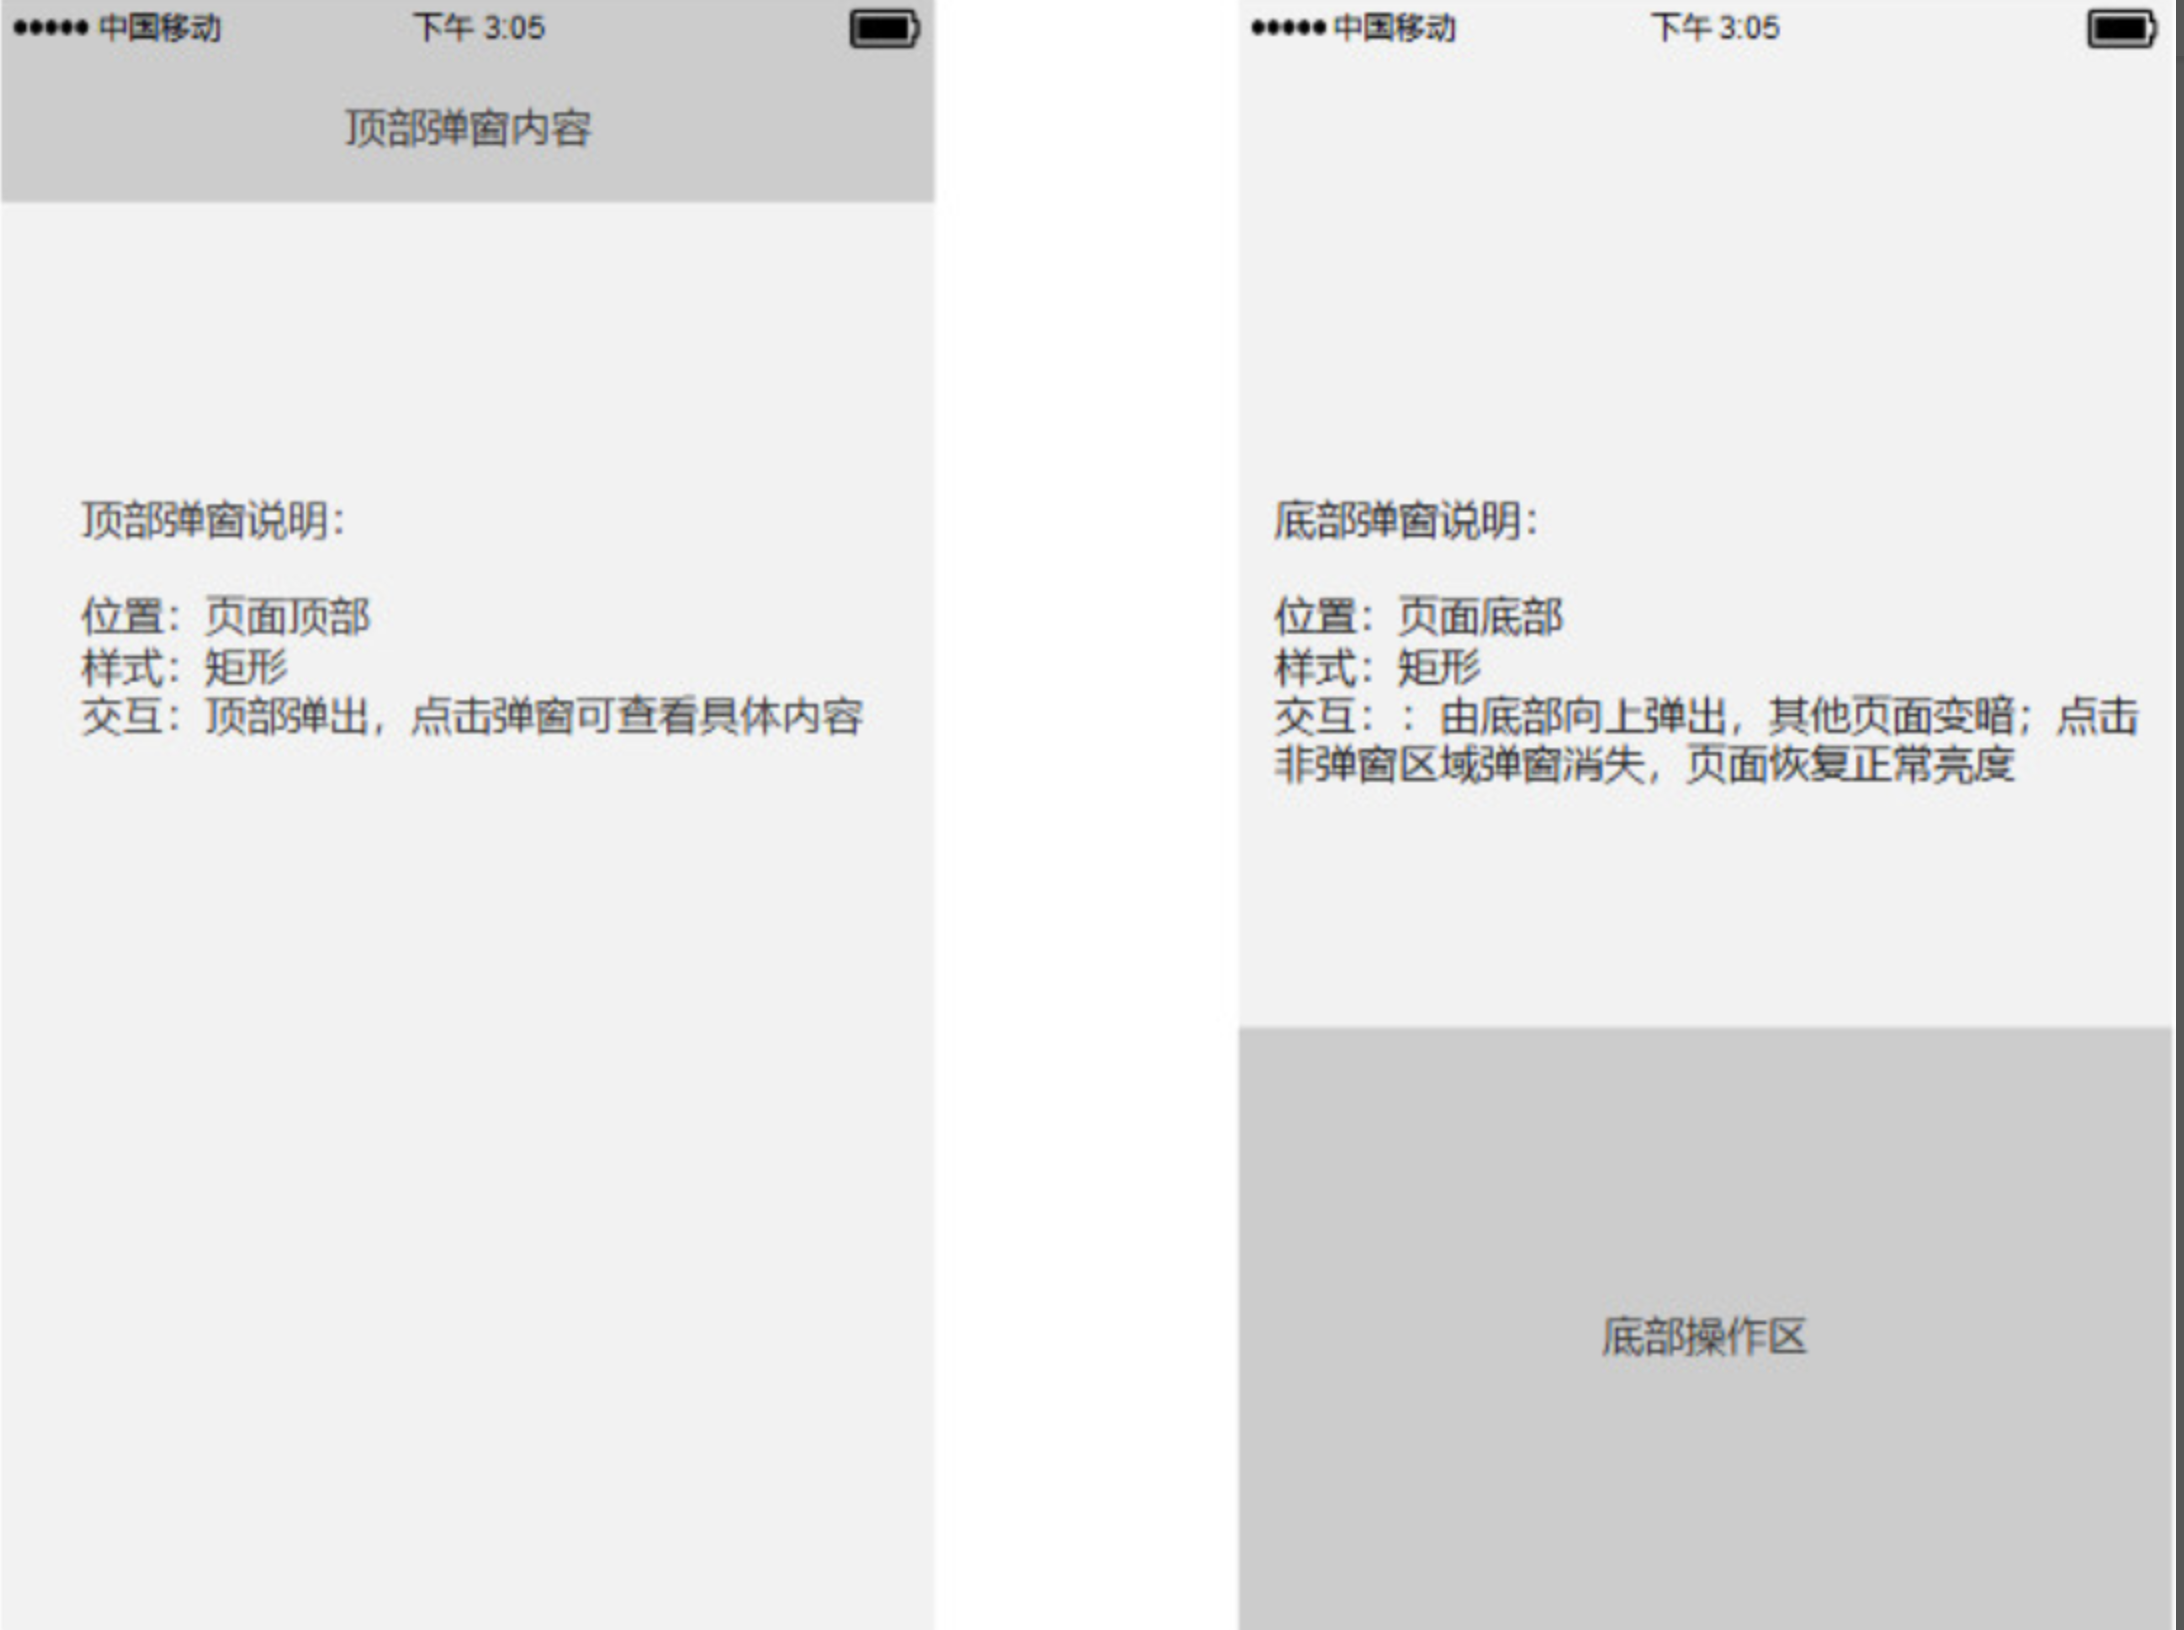 中国移动
下午 3:05
顶部弹窗内容
顶部弹窗说明：
位置：页面顶部
样式：矩形
交互：顶部弹出，点击弹窗可查看具体内容
中国移动
下午 3:05
底部弹窗说明：
位置：页面底部
样式：矩形
交互：：由底部向上弹出，其他页面变暗；点击
非弹窗区域弹窗消失，页面恢复正常亮度
底部操作区